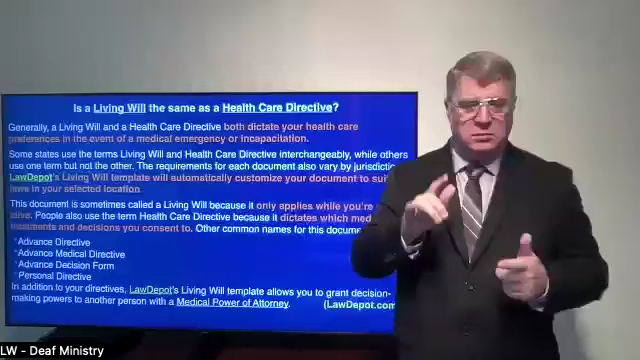 Is a Living Will the same as a Health Care Directive?
Generally, a Living Will and a Health Care Directive both dictate your health care
preferences in the event of a medical emergency or incapacitation.
Some states use the terms Living Will and Health Care Directive interchangeably, while others
use one term but not the other. The requirements for each document also vary by
LawDepot's Living Will template will automatically customize your document to
laws in your selected location.
This document is sometimes called a Living Will because it only applies while you're
alive. People also use the term Health Care Directive because it dictates which
treatments and decisions you consent to. Other common names for this
*Advance Directive
*Advance Medical Directive
*Advance Decision Form
*Personal Directive
In addition to your directives, LawDepot's Living Will template allows you to grant decision-
making powers to another person with a Medical Power of Attorney. (LawDepot.com
LW - Deaf Ministry